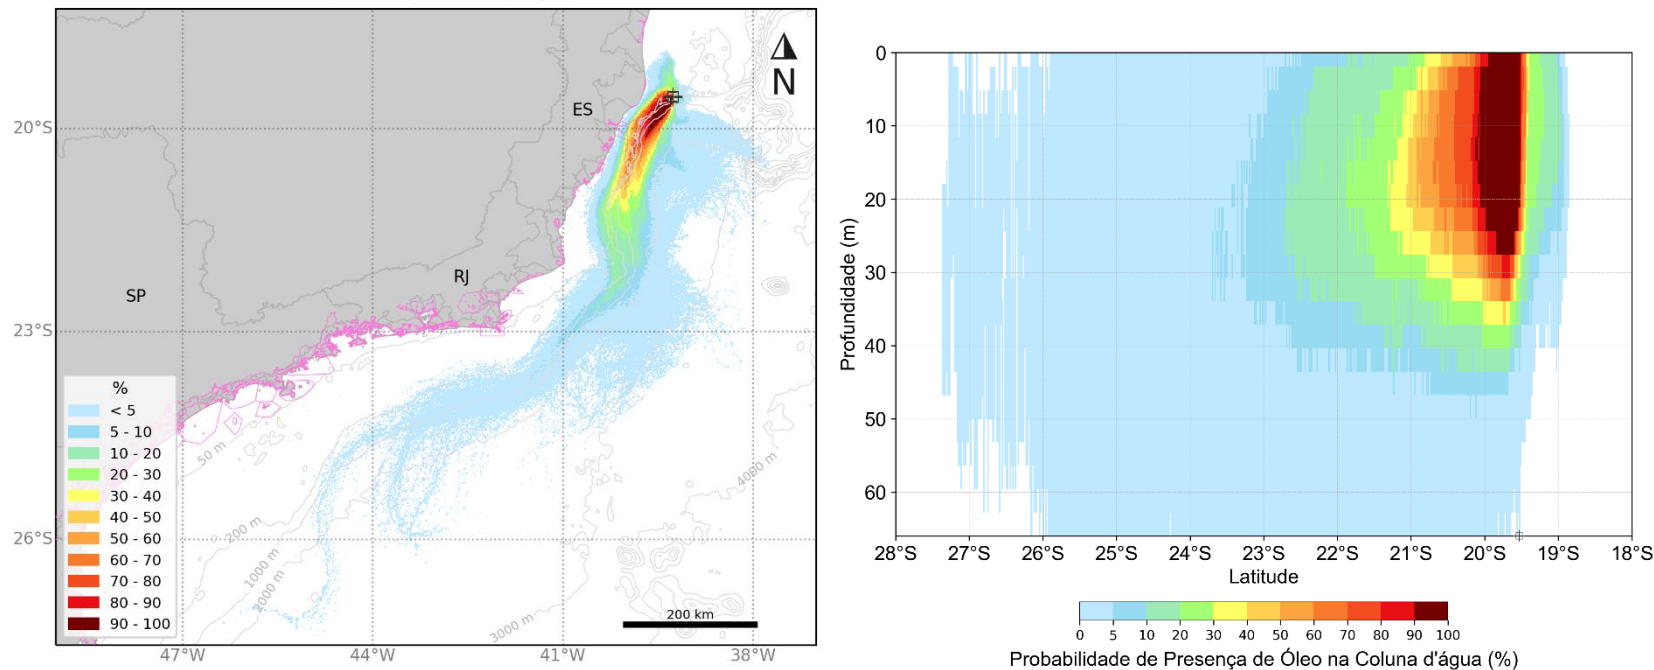 N
ES
20°S
RJ
SP
23°S
26°S
50 m
200 m
1000 m
2000 m
3000 m
4000 m
200 km
%
< 5
5 - 10
10 - 20
20 - 30
30 - 40
40 - 50
50 - 60
60 - 70
70 - 80
80 - 90
90 - 100
47°W 44°W 41°W 38°W
Profundidade (m)
0
10
20
30
40
50
60
28°S 27°S 26°S 25°S 24°S 23°S 22°S 21°S 20°S 19°S 18°S
Latitude
0 5 10 20 30 40 50 60 70 80 90 100
Probabilidade de Presença de Óleo na Coluna d'água (%)